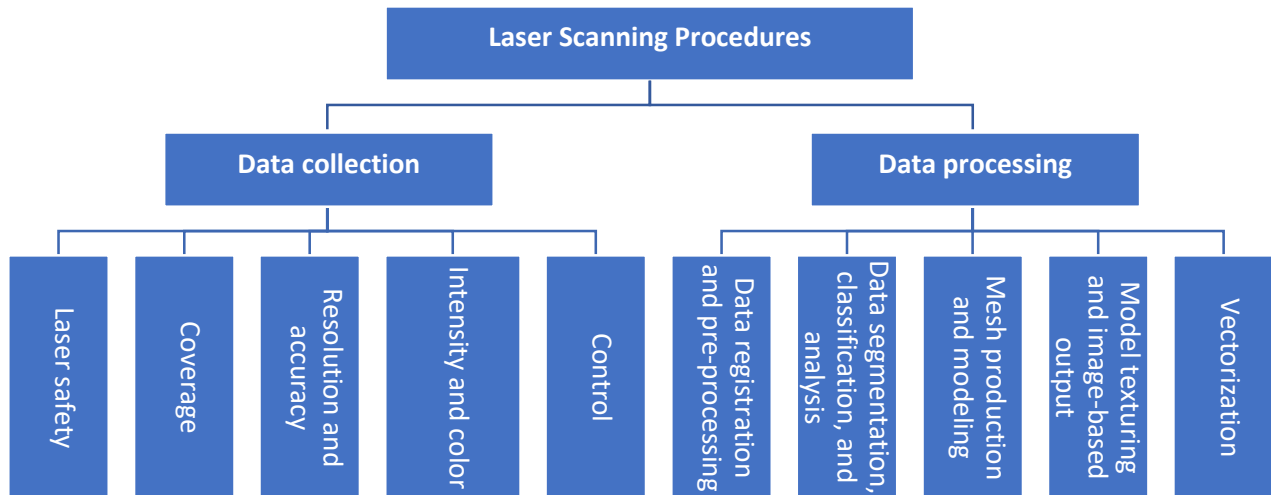 Laser Scanning Procedures
Data collection
Data processing
Laser safety
Coverage
Resolution and
accuracy
Intensity and color
Control
Data registration
and pre-processing
Data segmentation,
classification, and
analysis
Mesh production
and modeling
Model texturing
and image-based
output
Vectorization